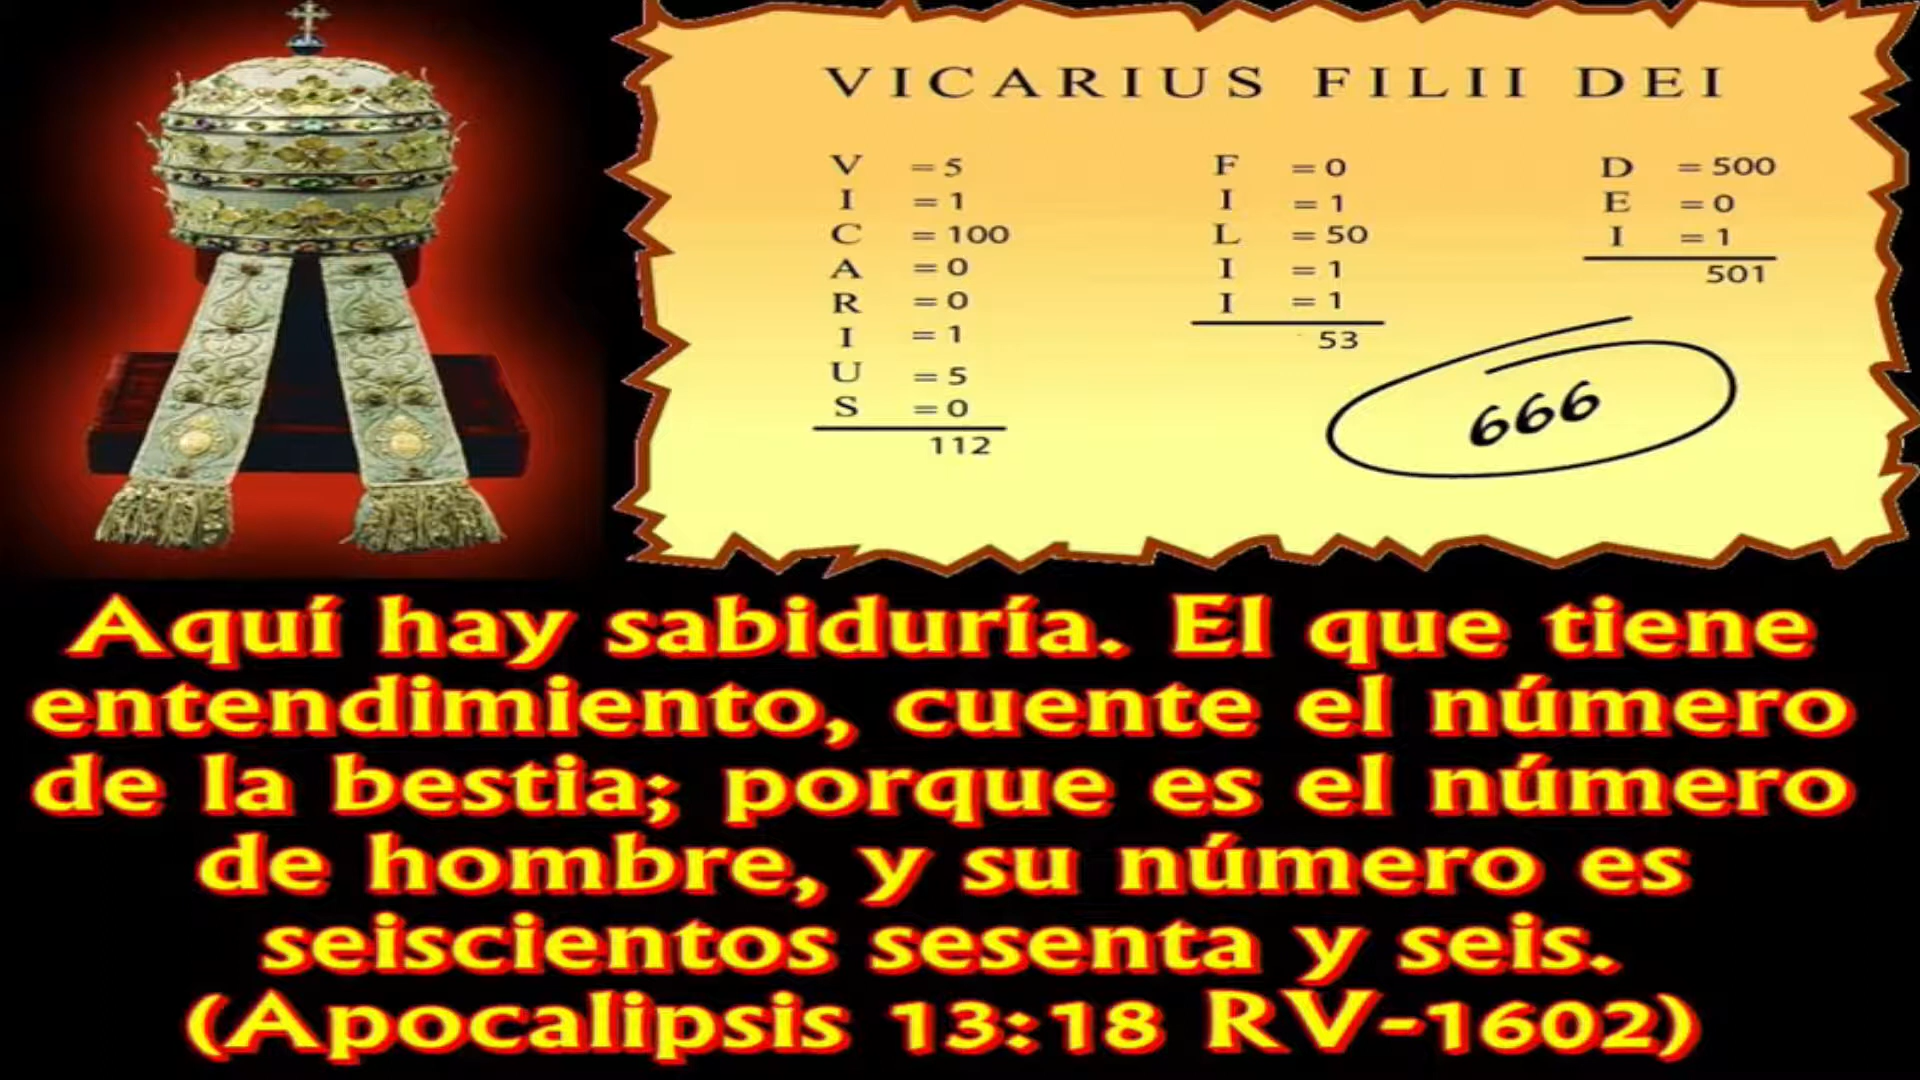 VICARIUS FILII DEI
V = 5
I = 1
C = 100
A = 0
R = 0
I = 1
U = 5
S = 0
112
F = 0
I = 1
L = 50
I = 1
I = 1
53
D = 500
E = 0
I = 1
501
666
Aquí hay sabiduría. El que tiene
entendimiento, cuente el número
de la bestia; porque es el número
de hombre, y su número es
seiscientos sesenta y seis.
(Apocalipsis 13:18 RV-1602)